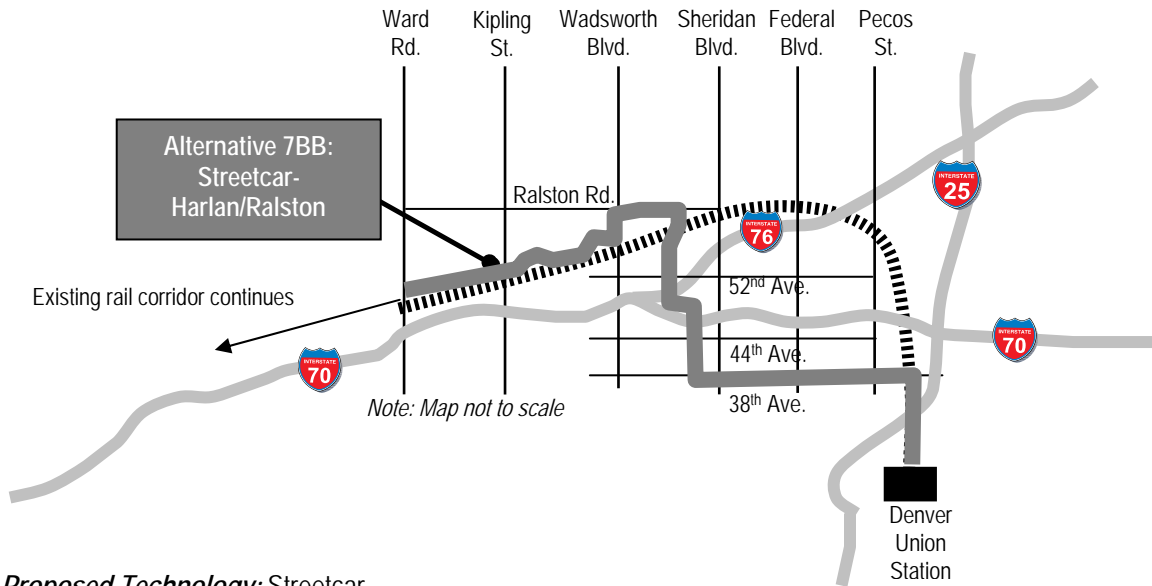 Ward Rd.
Kipling St.
Wadsworth Blvd.
Sheridan Blvd.
Federal Blvd.
Pecos St.
Alternative 7BB:
Streetcar-
Harlan/Ralston
Ralston Rd.
INTERSTATE
25
INTERSTATE
76
Existing rail corridor continues
52nd Ave.
INTERSTATE
70
44th Ave.
INTERSTATE
70
Note: Map not to scale
38th Ave.
Denver
Union
Station
Proposed Technology: Streetcar